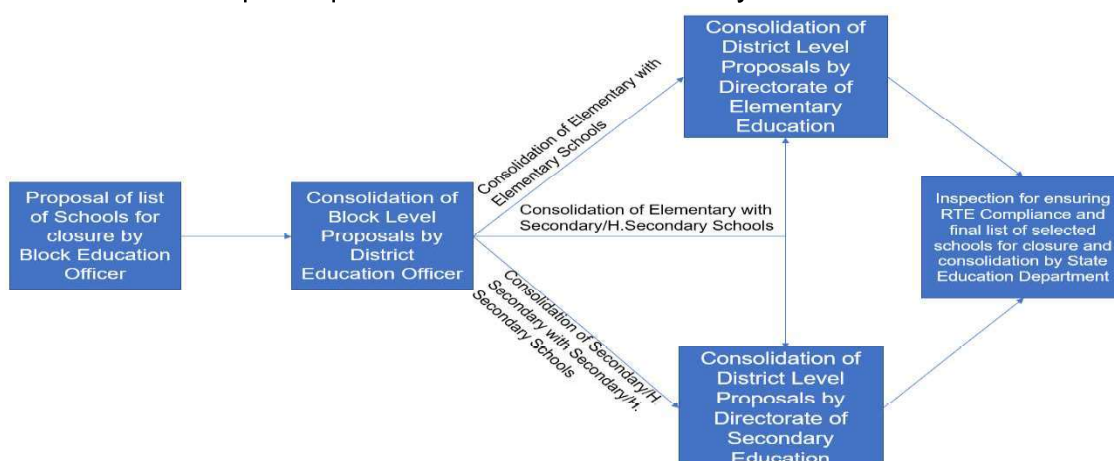 Proposal of list
of Schools for
closure by
Block Education
Officer
Consolidation of
Block Level
Proposals by
District
Education Officer
Consolidation of Elementary with
Elementary Schools
Consolidation of Elementary with
Secondary/H.Secondary Schools
Consolidation of Secondary/H
Secondary with Secondary/H.
Secondary Schools
Consolidation of
District Level
Proposals by
Directorate of
Elementary
Education
Consolidation of
District Level
Proposals by
Directorate of
Secondary
Education
Inspection for ensuring
RTE Compliance and
final list of selected
schools for closure and
consolidation by State
Education Department